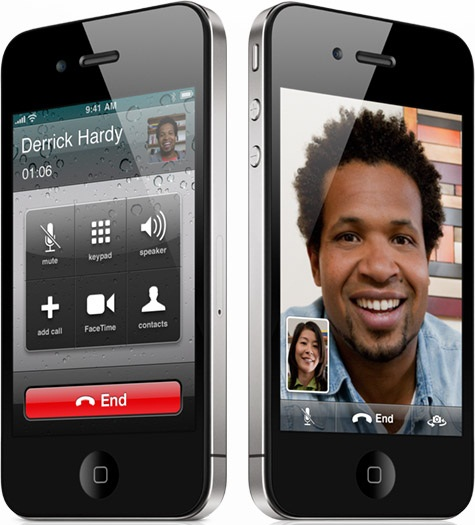 9:41 AM
Derrick Hardy
01:06
mute
keypad
speaker
add call
FaceTime
contacts
End
End